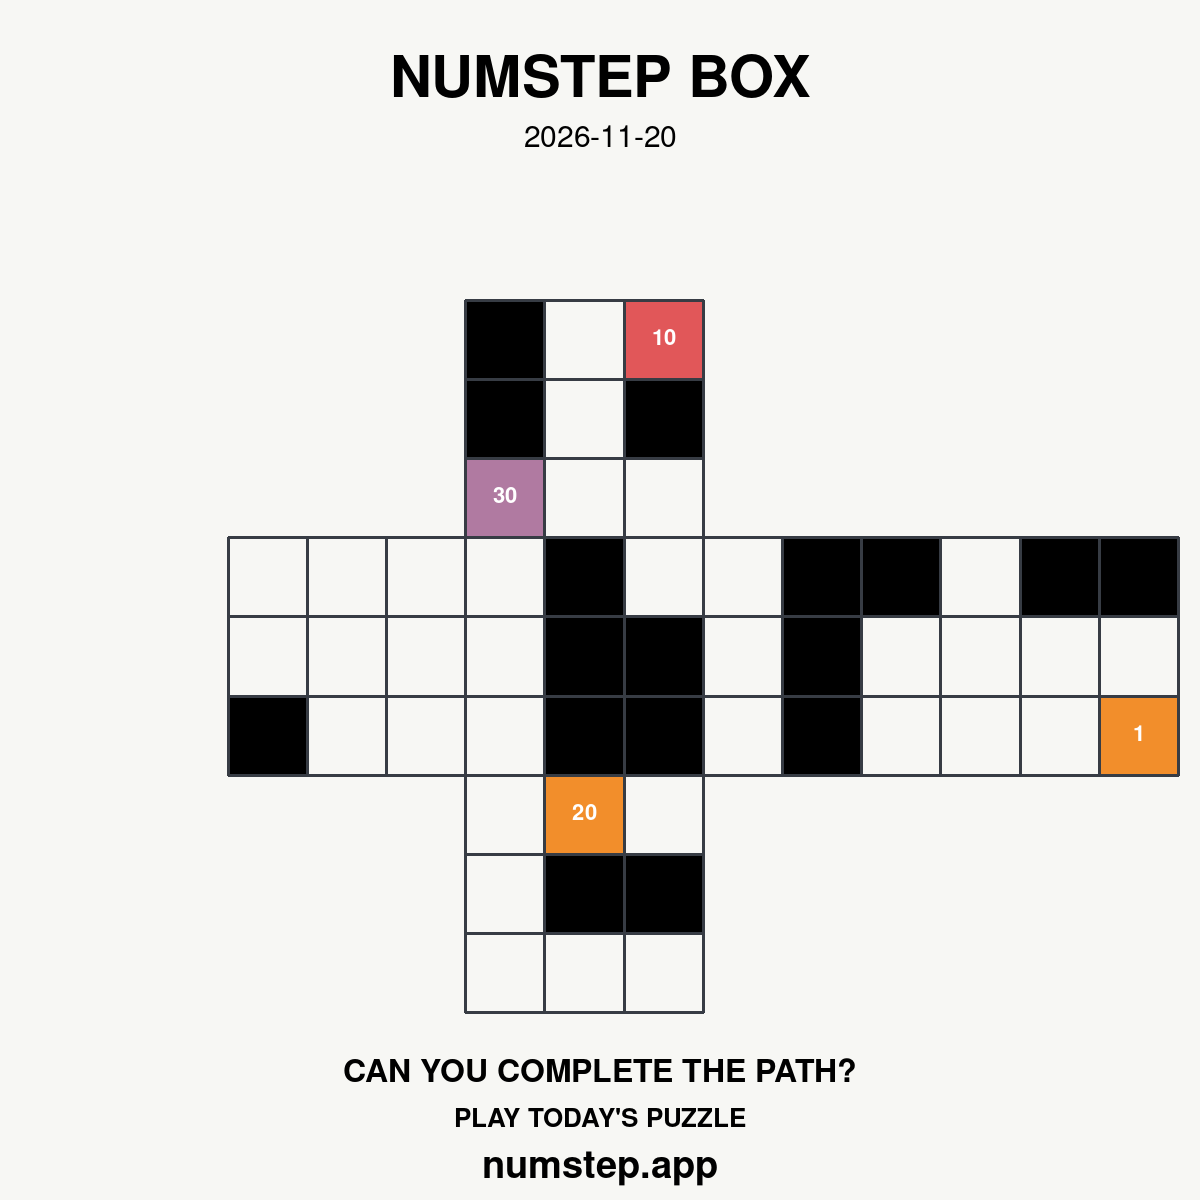 NUMSTEP BOX
2026-11-20
10
30
1
20
CAN YOU COMPLETE THE PATH?
PLAY TODAY'S PUZZLE
numstep.app